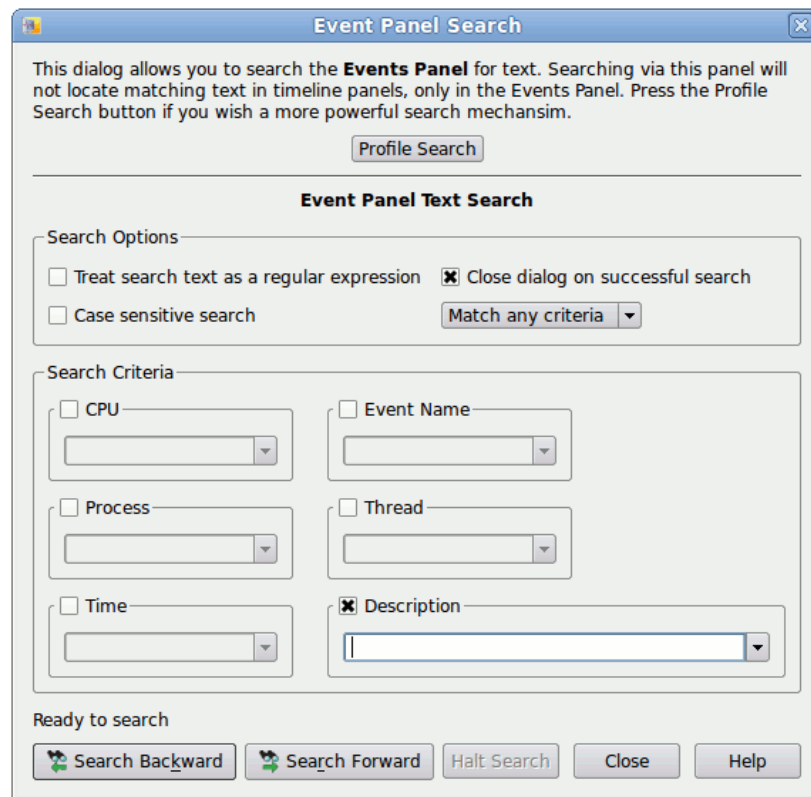 Event Panel Search
This dialog allows you to search the Events Panel for text. Searching via this panel will
not locate matching text in timeline panels, only in the Events Panel. Press the Profile
Search button if you wish a more powerful search mechansim.
Profile Search
Event Panel Text Search
Search Options
Treat search text as a regular expression Close dialog on successful search
Case sensitive search Match any criteria
Search Criteria
CPU Event Name
Process Thread
Time Description
Ready to search
Search Backward Search Forward Halt Search Close Help